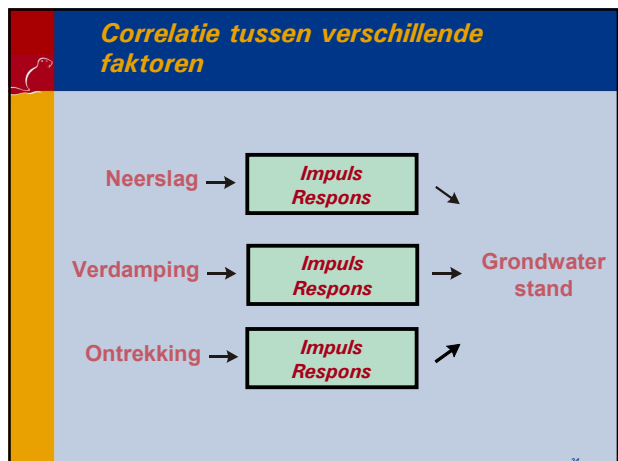 Correlatie tussen verschillende
faktoren
Neerslag
Impuls
Respons
Verdamping
Impuls
Respons
Grondwater
stand
Ontrekking
Impuls
Respons